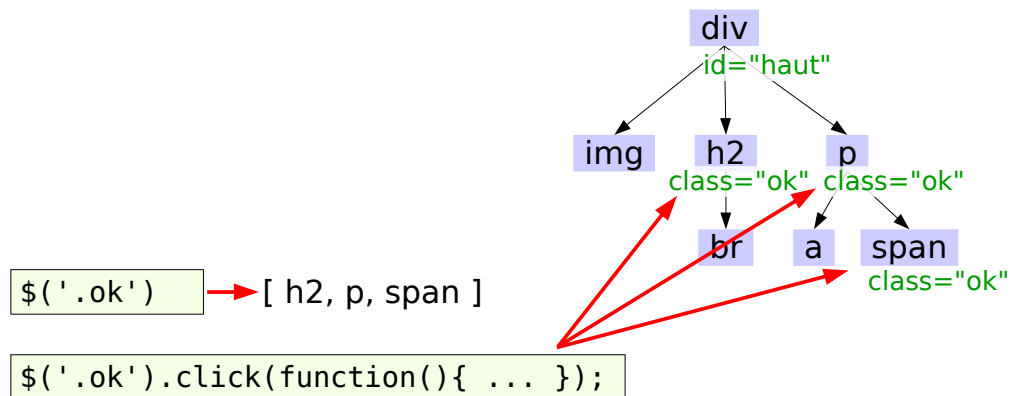 div
id="haut"
img h2 p
class="ok" class="ok"
br a span
class="ok"
$('.ok') [ h2, p, span ]
$('.ok').click(function(){ ... });